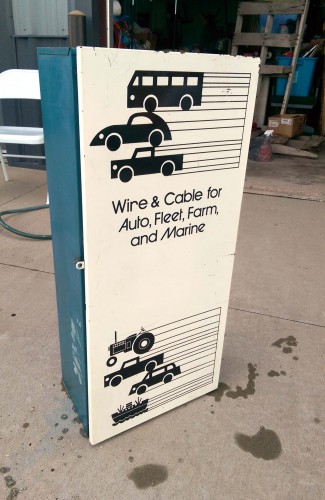 Wire & Cable for
Auto, Fleet, Farm,
and Marine